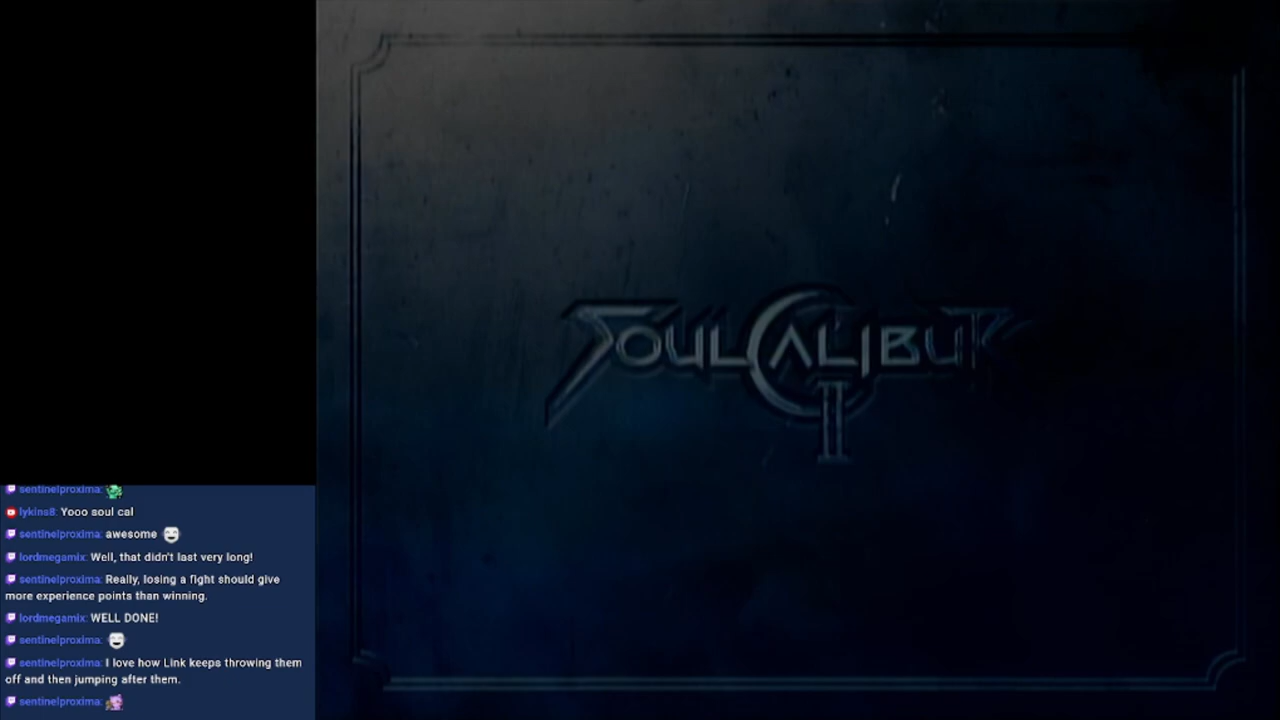 sentinelproxima:
lykins8: Yooo soul cal
sentinelproxima: awesome
lordmegamix: Well, that didn't last very long!
sentinelproxima: Really, losing a fight should give
more experience points than winning.
lordmegamix: WELL DONE!
sentinelproxima:
sentinelproxima: I love how Link keeps throwing them
off and then jumping after them.
sentinelproxima:
SOULCALIBUR
II